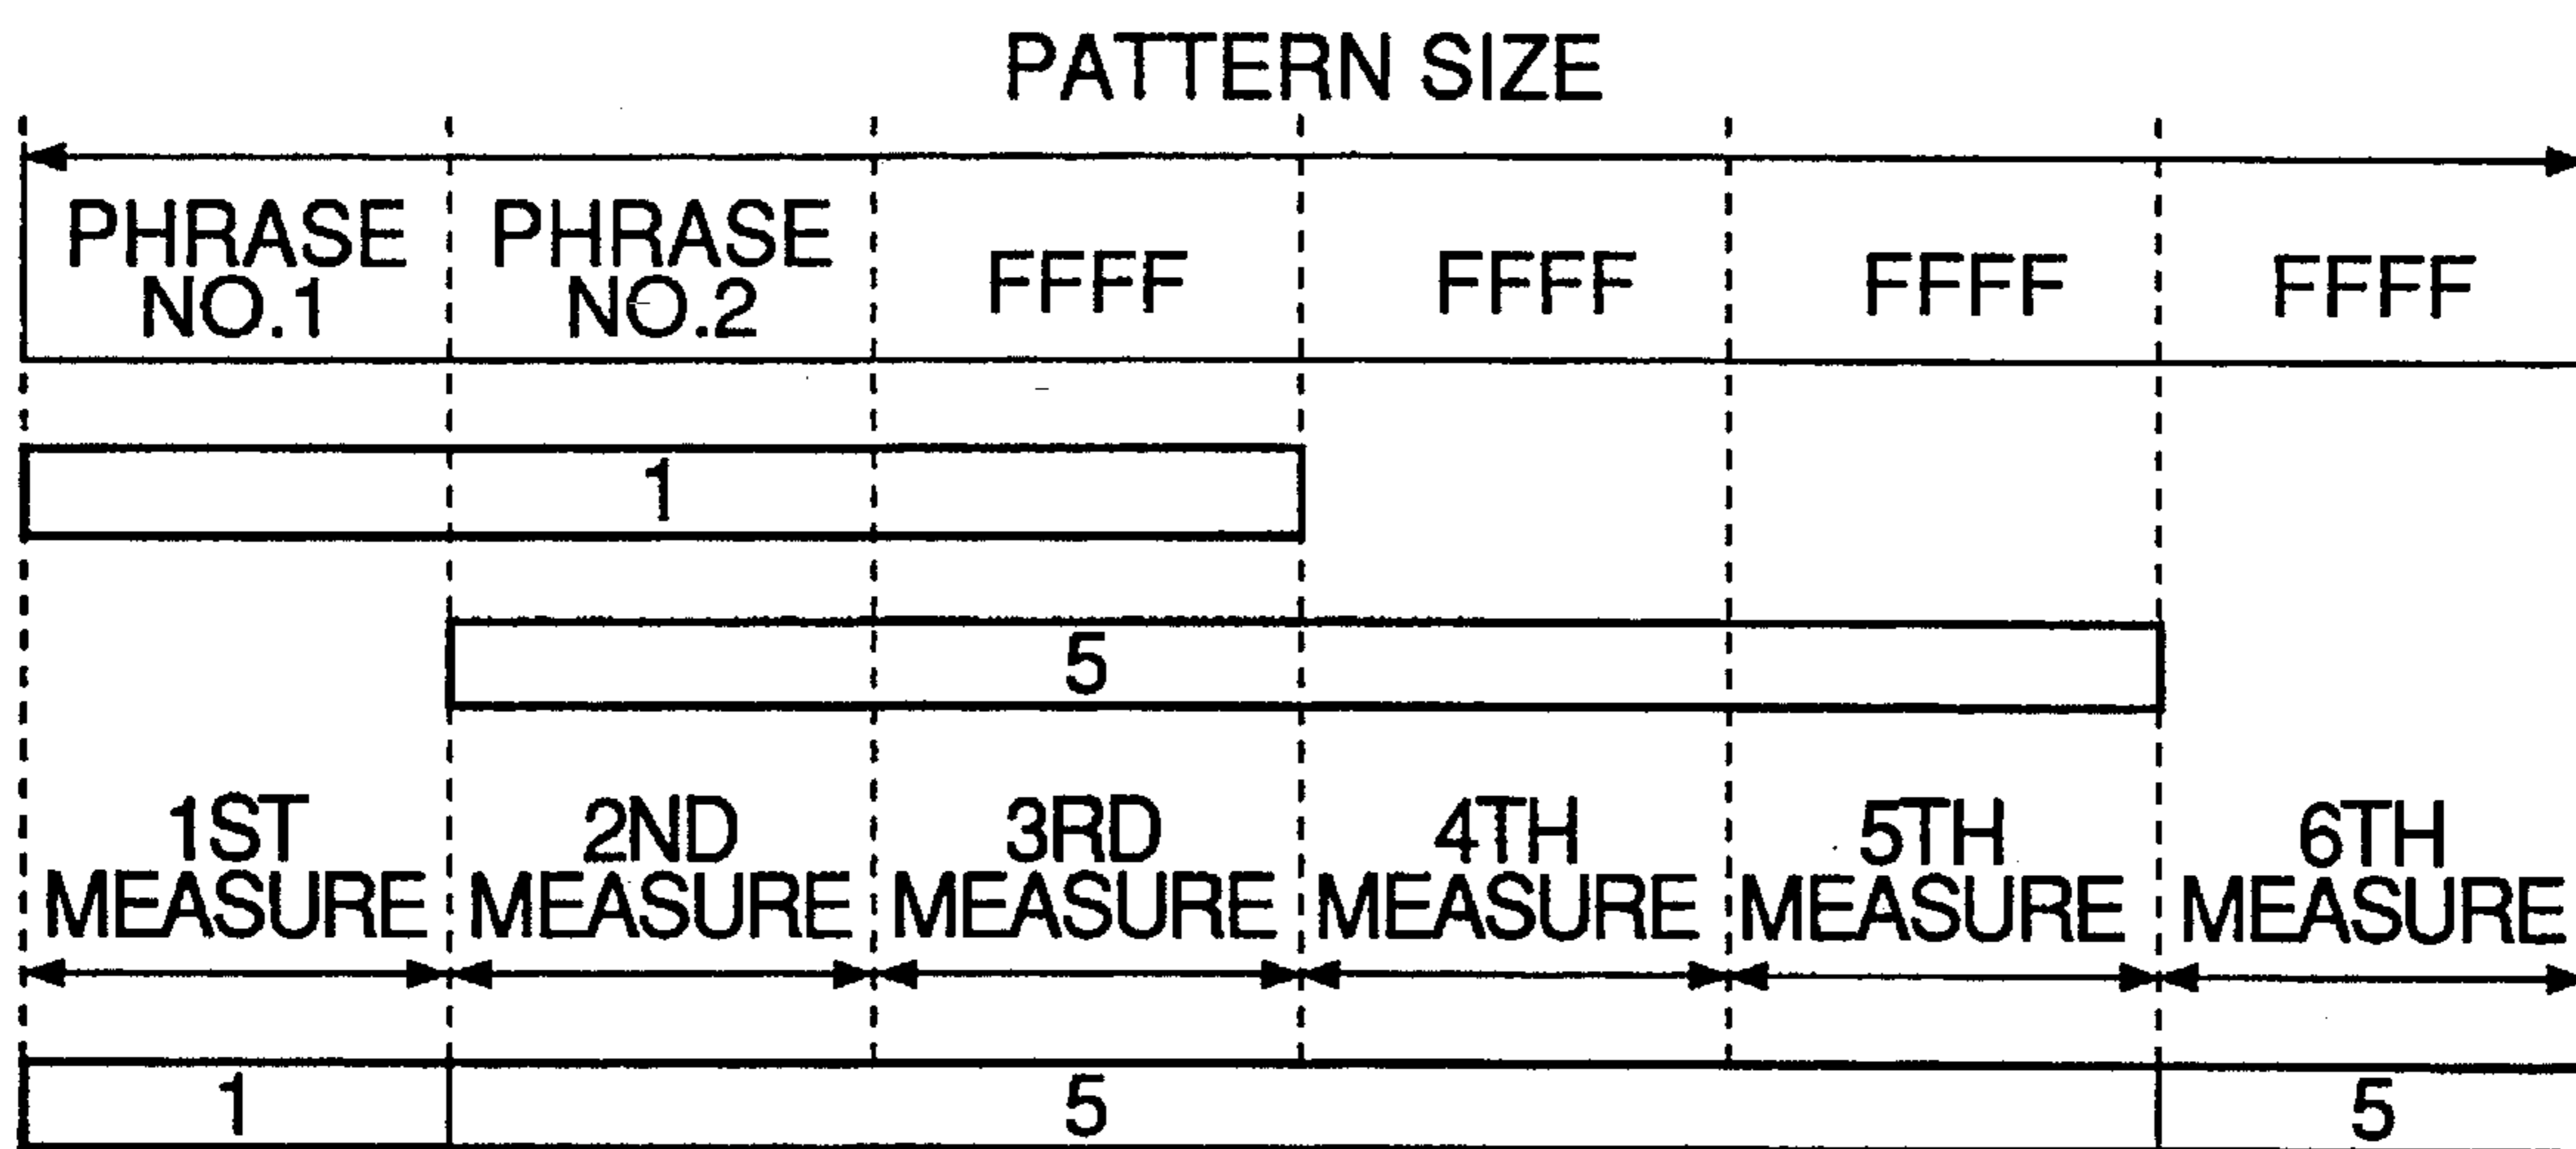 PATTERN SIZE
PHRASE NO.1
PHRASE NO.2
FFFF
FFFF
FFFF
FFFF
1
5
1ST MEASURE
2ND MEASURE
3RD MEASURE
4TH MEASURE
5TH MEASURE
6TH MEASURE
1
5
5